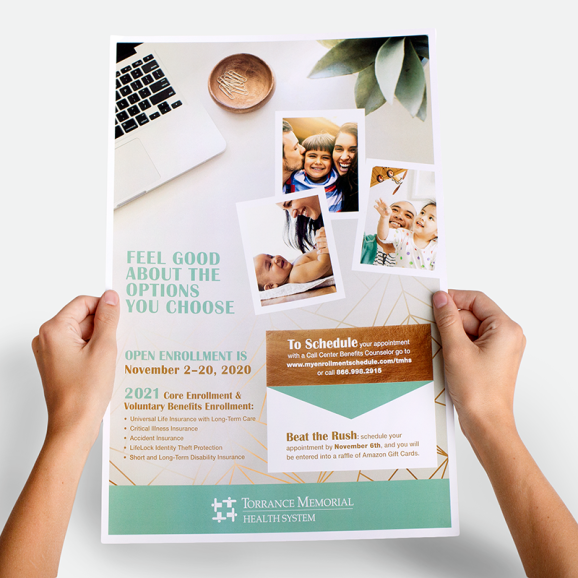 FEEL GOOD
ABOUT THE
OPTIONS
YOU CHOOSE
OPEN ENROLLMENT IS
November 2–20, 2020
2021 Core Enrollment &
Voluntary Benefits Enrollment:
• Universal Life Insurance with Long-Term Care
• Critical Illness Insurance
• Accident Insurance
• LifeLock Identity Theft Protection
• Short and Long-Term Disability Insurance
To Schedule your appointment
with a Call Center Benefits Counselor go to
www.myenrollmentschedule.com/tmhs
or call 866.998.2915
Beat the Rush: schedule your
appointment by November 6th, and you will
be entered into a raffle of Amazon Gift Cards.
TORRANCE MEMORIAL
HEALTH SYSTEM